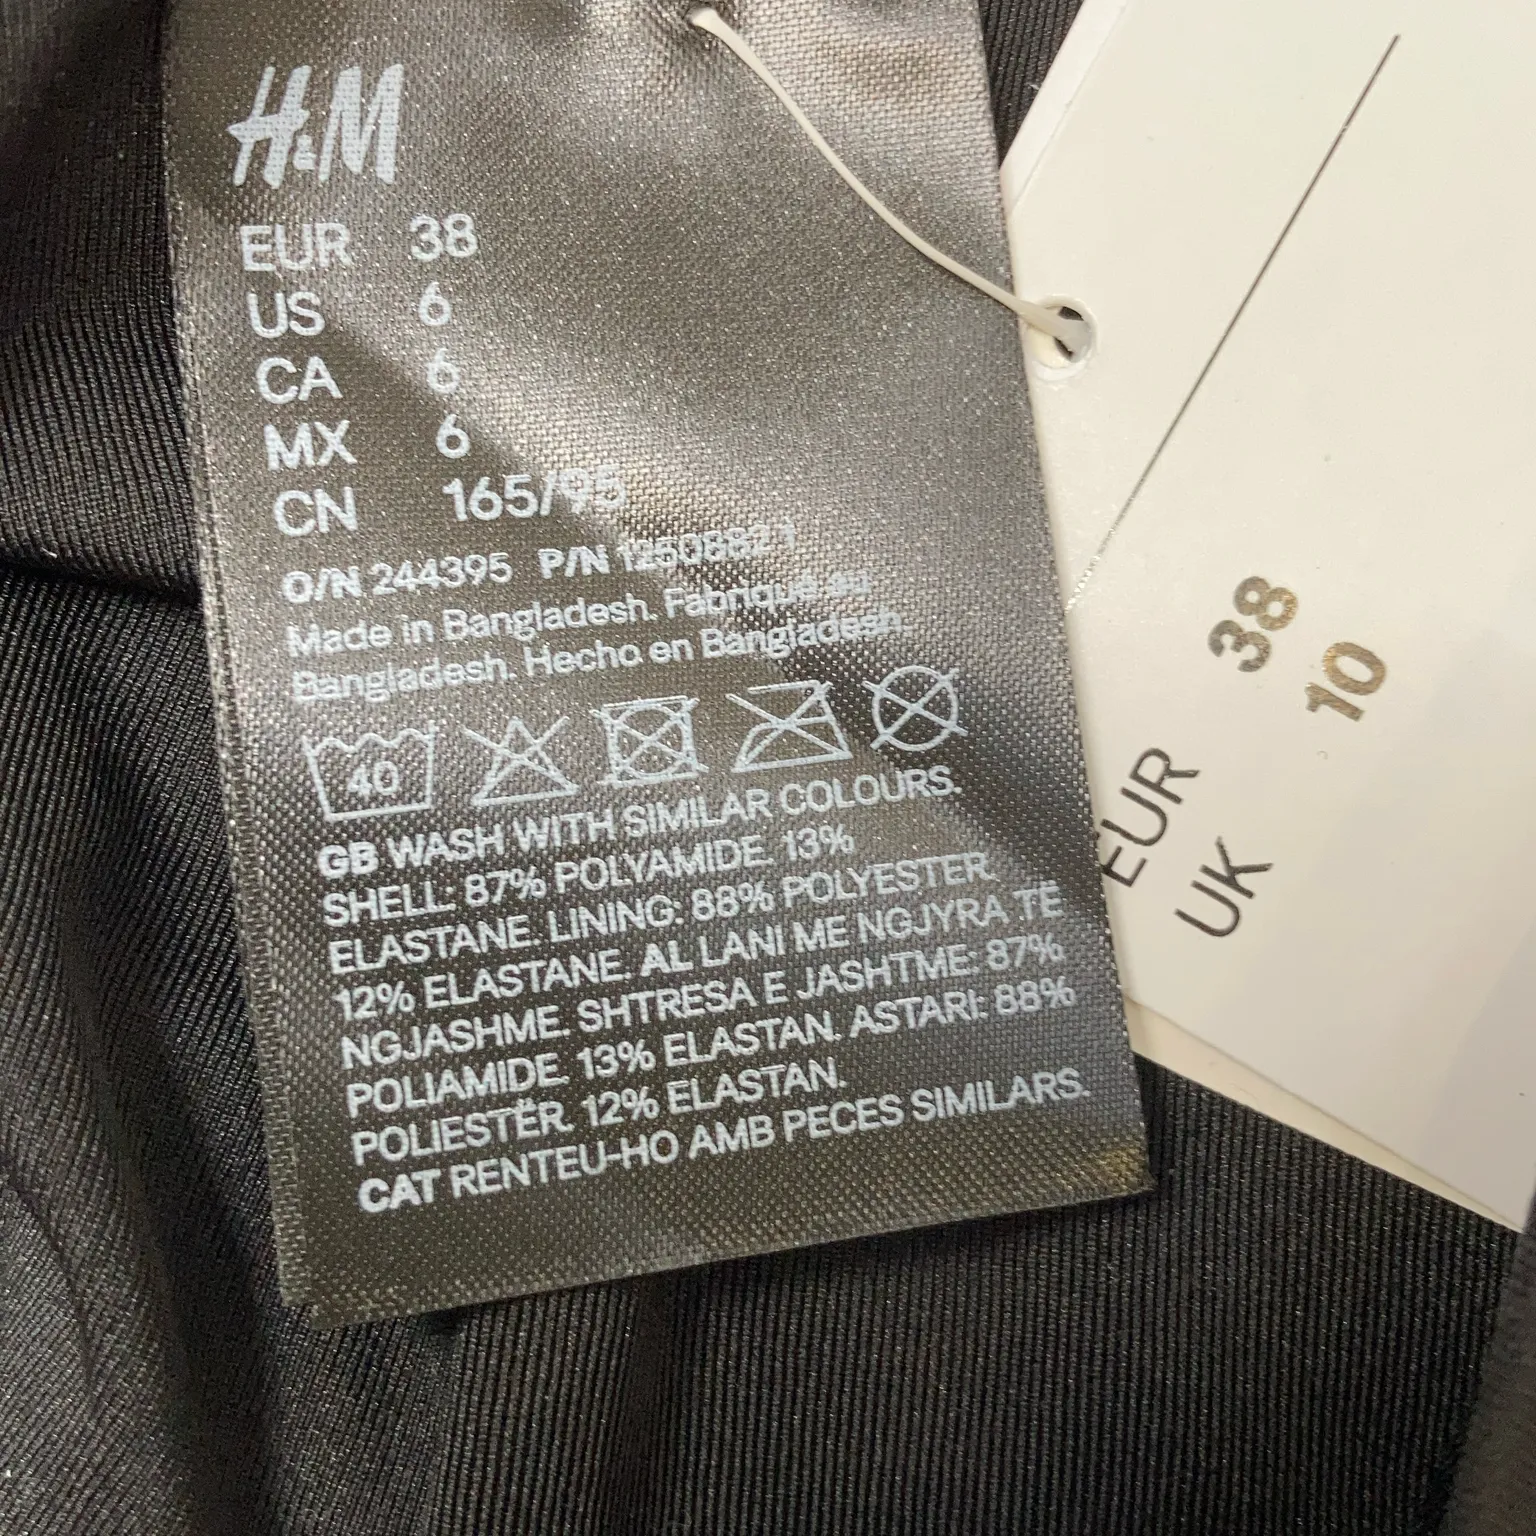 H&M
EUR 38
US 6
CA 6
MX 6
CN 165/95
O/N 244395 P/N 12508821
Made in Bangladesh. Fabriqué au
Bangladesh. Hecho en Bangladesh.
40
GB WASH WITH SIMILAR COLOURS.
SHELL: 87% POLYAMIDE. 13%
ELASTANE. LINING: 88% POLYESTER.
12% ELASTANE. AL LANI ME NGJYRA TË
NGJASHME. SHTRESA E JASHTME: 87%
POLIAMIDE. 13% ELASTAN. ASTARI: 88%
POLIESTËR. 12% ELASTAN.
CAT RENTEU-HO AMB PECES SIMILARS.
EUR 38
UK 10